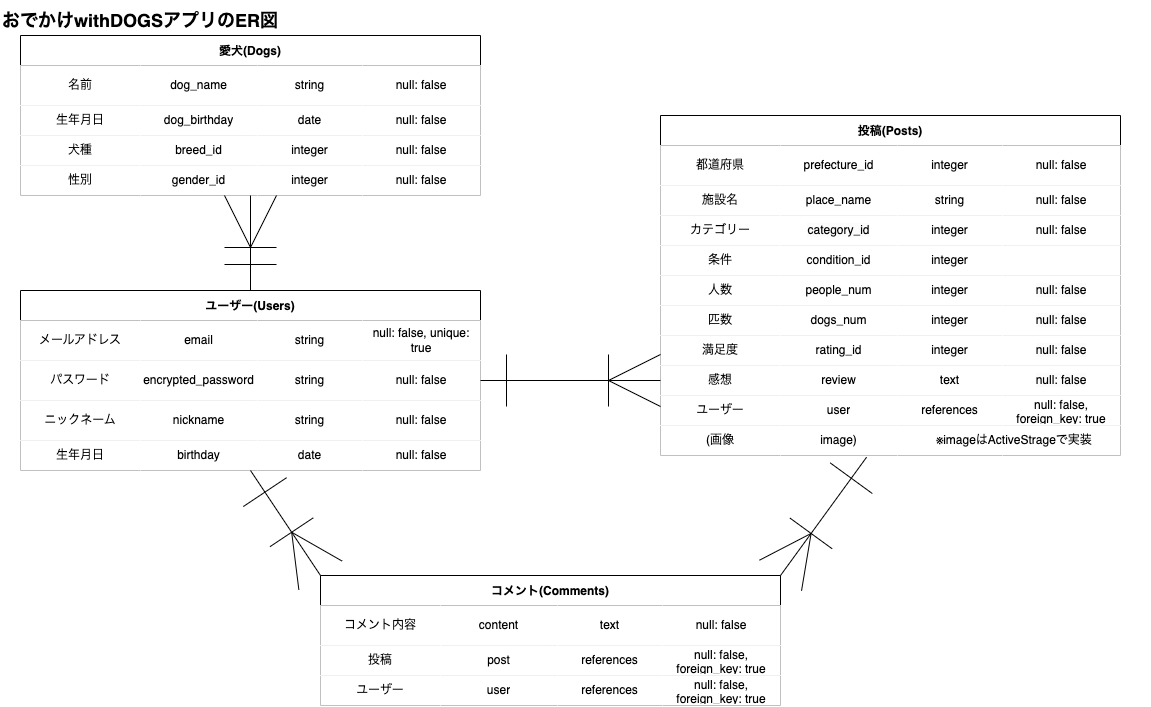 おでかけwithDOGSアプリのER図
愛犬(Dogs)
名前 dog_name string null: false
生年月日 dog_birthday date null: false
犬種 breed_id integer null: false
性別 gender_id integer null: false
投稿(Posts)
都道府県 prefecture_id integer null: false
施設名 place_name string null: false
カテゴリー category_id integer null: false
条件 condition_id integer
人数 people_num integer null: false
匹数 dogs_num integer null: false
満足度 rating_id integer null: false
感想 review text null: false
ユーザー user references null: false,
foreign_key: true
(画像 image) ※imageはActiveStrageで実装
ユーザー(Users)
メールアドレス email string null: false, unique:
true
パスワード encrypted_password string null: false
ニックネーム nickname string null: false
生年月日 birthday date null: false
コメント(Comments)
コメント内容 content text null: false
投稿 post references null: false,
foreign_key: true
ユーザー user references null: false,
foreign_key: true